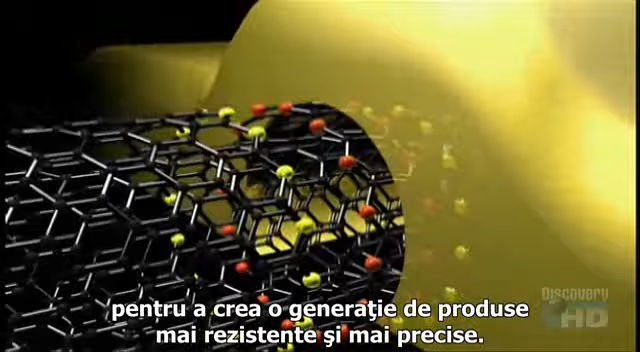 Discovery
HD
pentru a crea o generaţie de produse
mai rezistente şi mai precise.